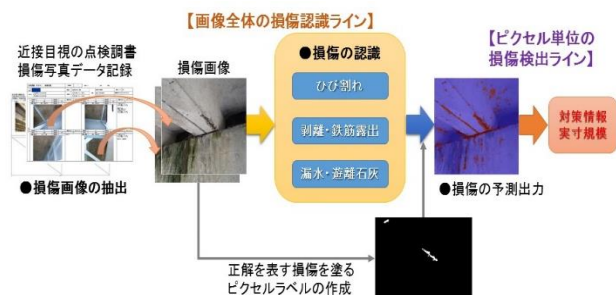 【画像全体の損傷認識ライン】
近接目視の点検調書
損傷写真データ記録
損傷画像
●損傷の認識
【ピクセル単位の
損傷検出ライン】
ひび割れ
剥離・鉄筋露出
漏水・遊離石灰
対策情報
実寸規模
●損傷画像の抽出
●損傷の予測出力
正解を表す損傷を塗る
ピクセルラベルの作成